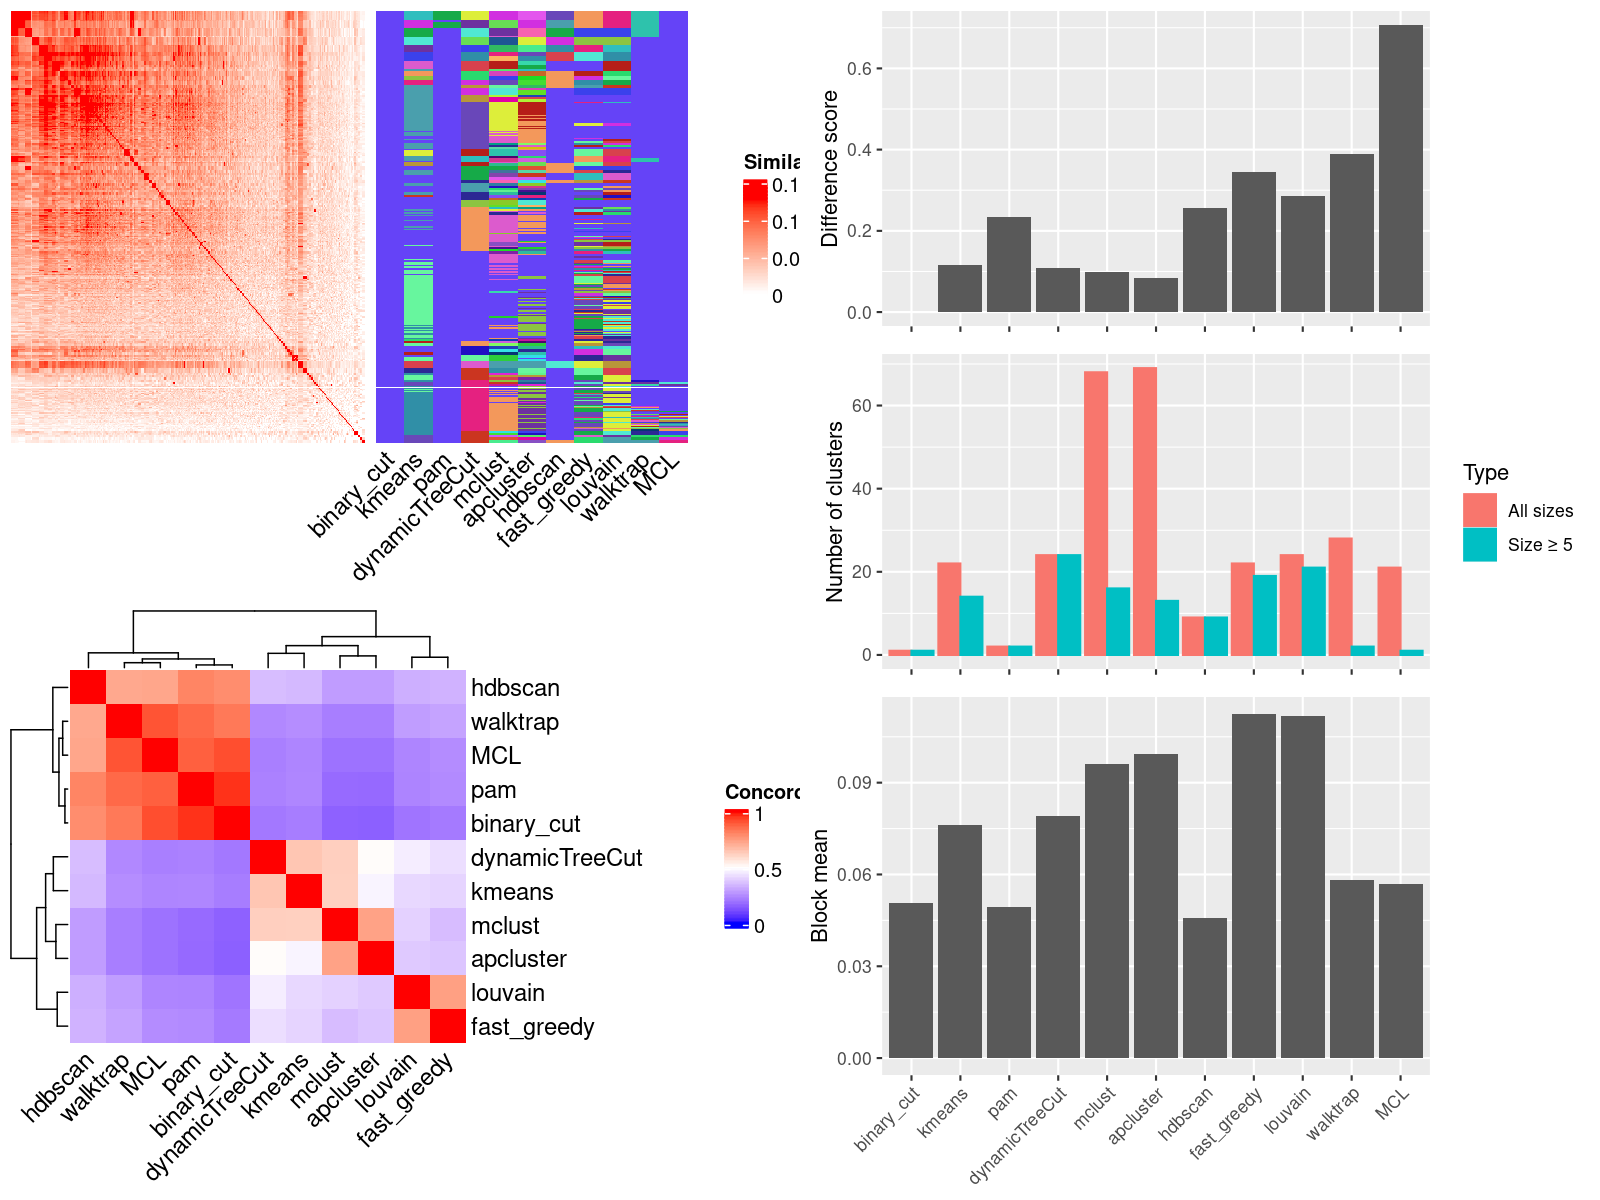 Simila
0.1
0.1
0.0
0
binary_cut
kmeans
pam
dynamicTreeCut
mclust
apcluster
hdbscan
fast_greedy
louvain
walktrap
MCL
hdbscan
walktrap
MCL
pam
binary_cut
dynamicTreeCut
kmeans
mclust
apcluster
louvain
fast_greedy
hdbscan
walktrap
MCL
pam
binary_cut
dynamicTreeCut
kmeans
mclust
apcluster
louvain
fast_greedy
Concord
1
0.5
0
Difference score
0.6
0.4
0.2
0.0
Number of clusters
60
40
20
0
Type
All sizes
Size ≥ 5
Block mean
0.09
0.06
0.03
0.00
binary_cut
kmeans
pam
dynamicTreeCut
mclust
apcluster
hdbscan
fast_greedy
louvain
walktrap
MCL